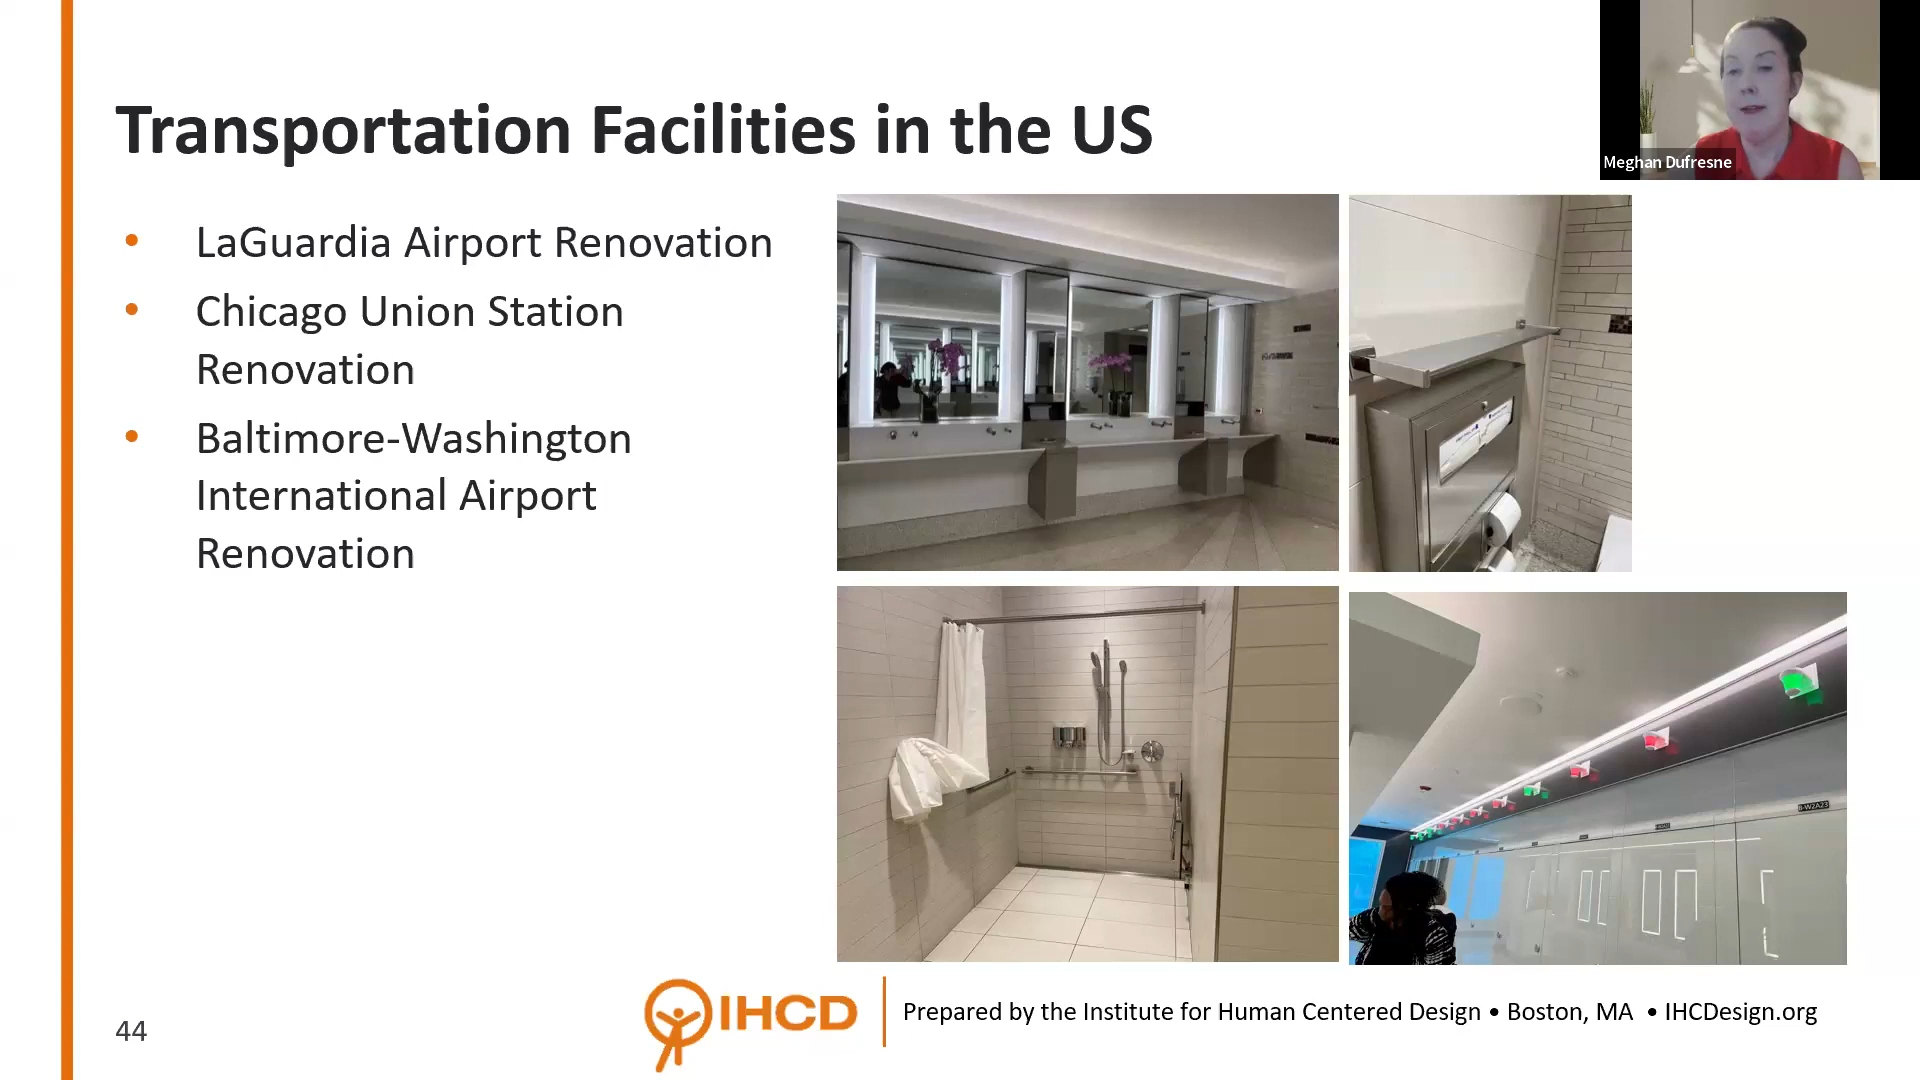 Transportation Facilities in the US
Meghan Dufresne
• LaGuardia Airport Renovation
• Chicago Union Station
Renovation
• Baltimore-Washington
International Airport
Renovation
B-W2A23
44
IHCD
Prepared by the Institute for Human Centered Design • Boston, MA • IHCDesign.org